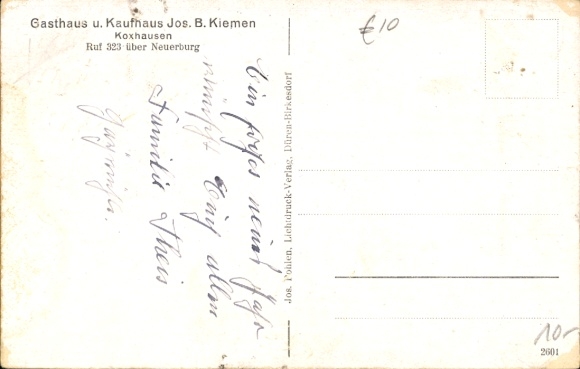 Gasthaus u. Kaufhaus Jos. B. Kiemen
Koxhausen
Ruf 323 über Neuerburg
£10
Ein frohes neues Jahr
wünscht Euch allen
Familie Theis
Jos. Pohlen, Lichtdruck-Verlag, Düren-Birkesdorf
10-
2601